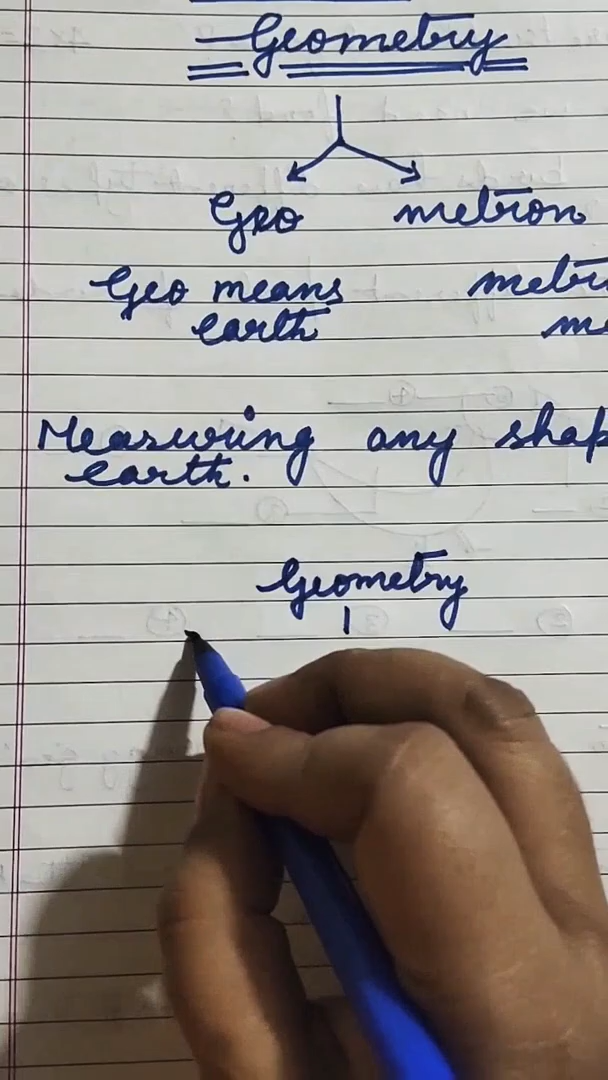 Geometry
Geo metron
Geo means
earth
Measuring any
earth.
Geometry